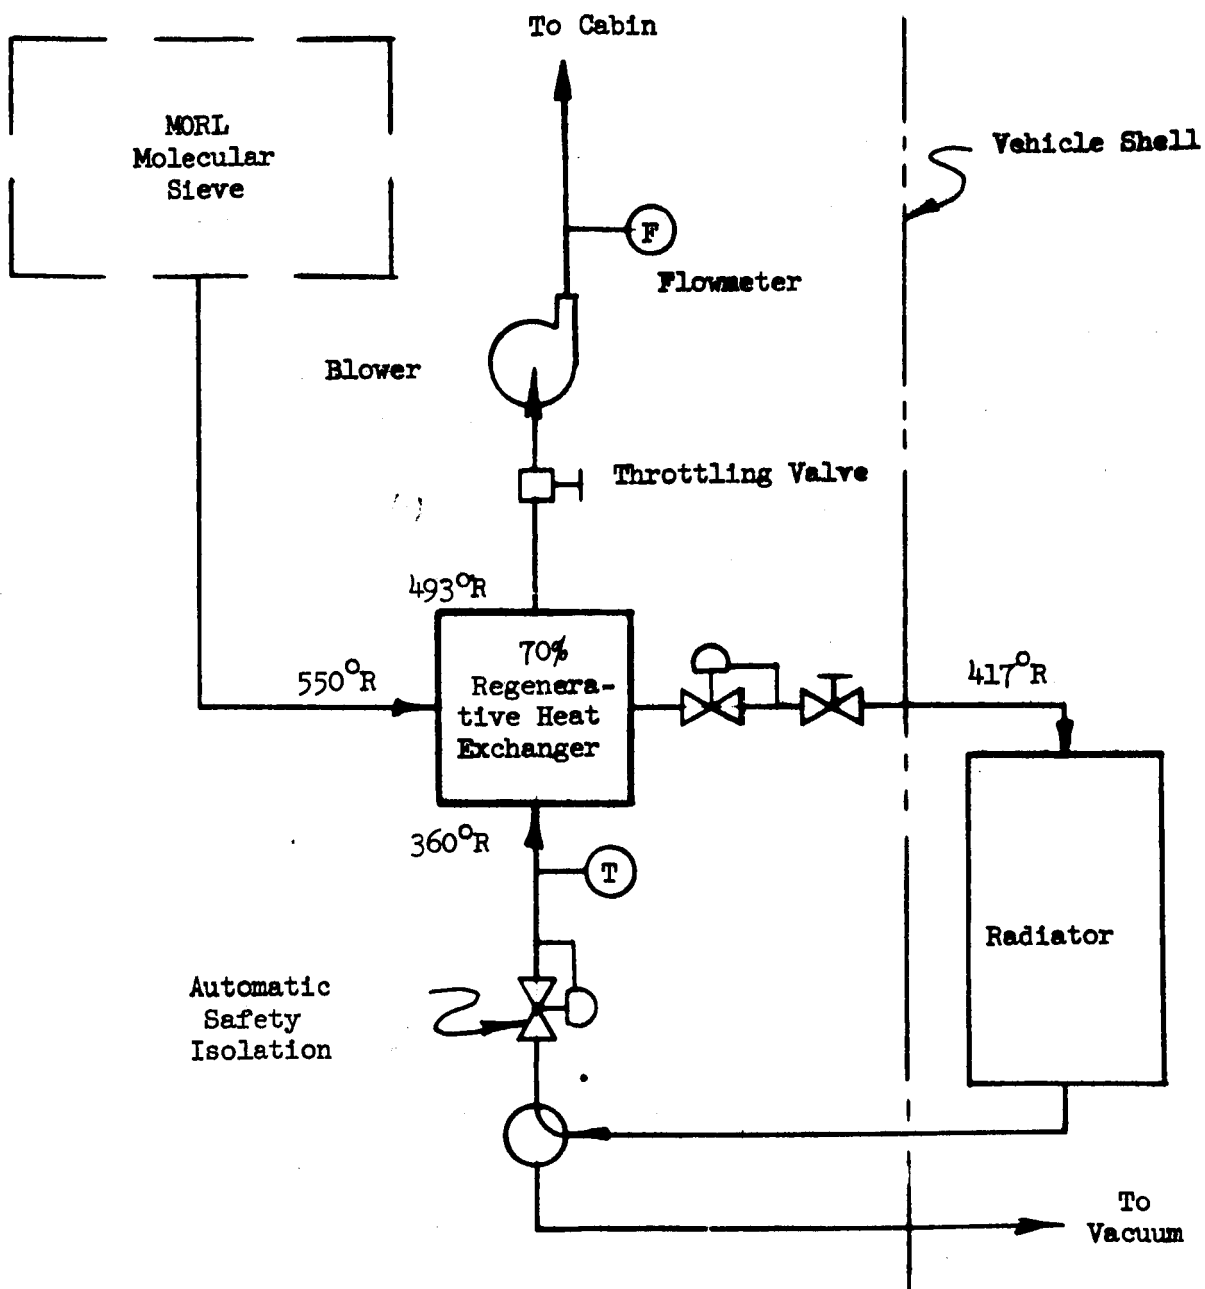 To Cabin
MORL
Molecular
Sieve
Vehicle Shell
F
Flowmeter
Blower
Throttling Valve
493°R
70%
Regenera-
tive Heat
Exchanger
550°R
417°R
360°R
T
Radiator
Automatic
Safety
Isolation
To
Vacuum